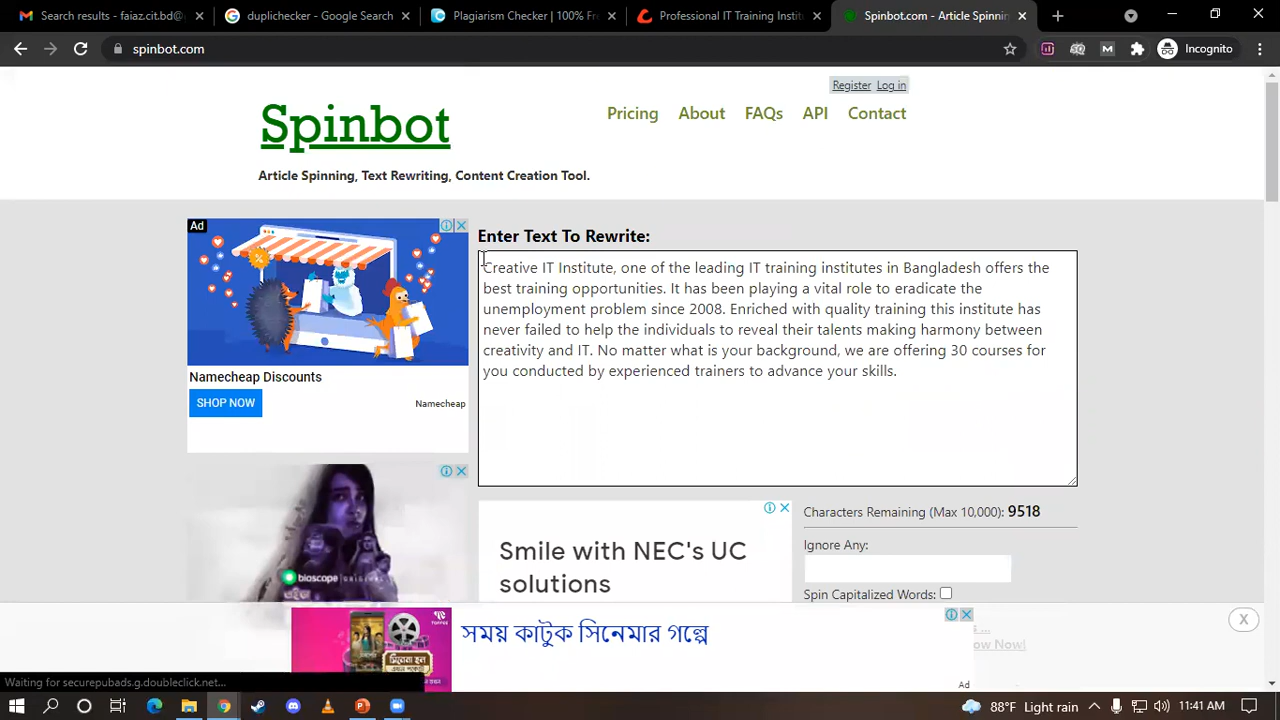 Search results - faiaz.cit.bd@
duplichecker - Google Search
Plagiarism Checker | 100% Fr
Professional IT Training Instit
Spinbot.com - Article Spinnin
spinbot.com
Incognito
Register Log in
Spinbot
Pricing About FAQs API Contact
Article Spinning, Text Rewriting, Content Creation Tool.
Ad
Namecheap Discounts
SHOP NOW
Namecheap
Enter Text To Rewrite:
Creative IT Institute, one of the leading IT training institutes in Bangladesh offers the
best training opportunities. It has been playing a vital role to eradicate the
unemployment problem since 2008. Enriched with quality training this institute has
never failed to help the individuals to reveal their talents making harmony between
creativity and IT. No matter what is your background, we are offering 30 courses for
you conducted by experienced trainers to advance your skills.
bioscope ORIGINAL
Smile with NEC's UC
solutions
Characters Remaining (Max 10,000): 9518
Ignore Any:
Spin Capitalized Words:
TOFFEE
সময় কাটুক সিনেমার গল্পে
s ...
ow Now!
X
Ad
Waiting for securepubads.g.doubleclick.net...
88°F Light rain
11:41 AM